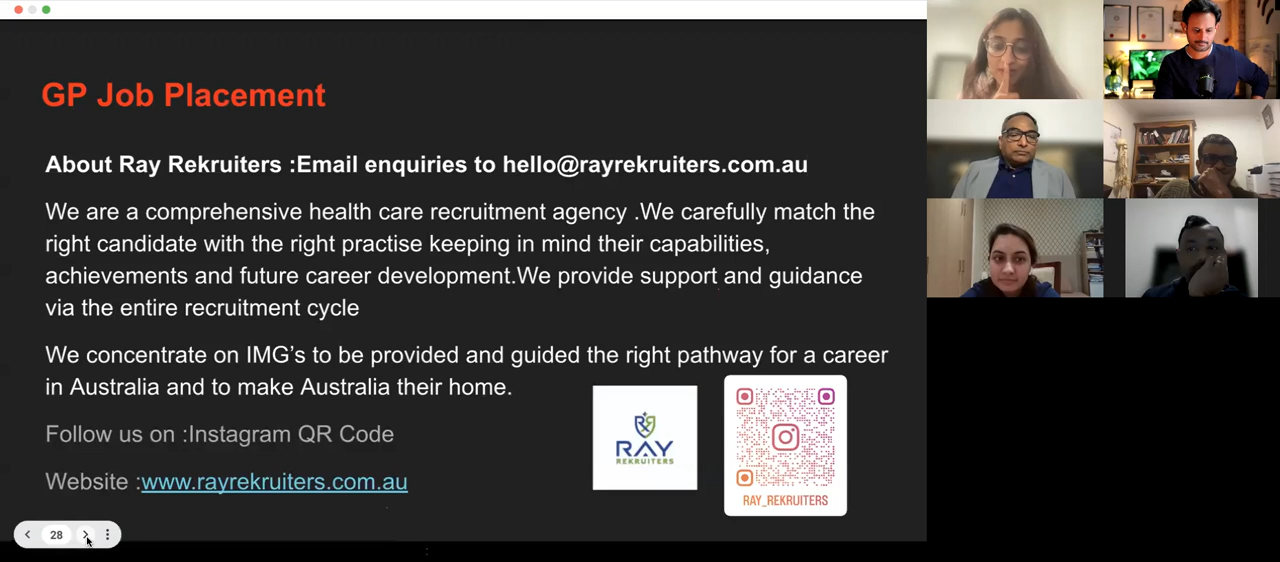 GP Job Placement
About Ray Rekruiters :Email enquiries to hello@rayrekruiters.com.au
We are a comprehensive health care recruitment agency .We carefully match the
right candidate with the right practise keeping in mind their capabilities,
achievements and future career development.We provide support and guidance
via the entire recruitment cycle
We concentrate on IMG's to be provided and guided the right pathway for a career
in Australia and to make Australia their home.
Follow us on :Instagram QR Code
Website :www.rayrekruiters.com.au
RAY
REKRUITERS
RAY_REKRUITERS
28